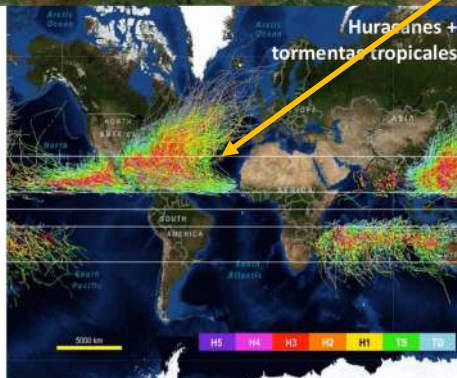 Arctic Ocean
Arctic Ocean
Huracanes +
tormentas tropicales
NORTH
AMERICA
EUROPE
ASIA
North
AFRICA
SOUTH
AMERICA
South
Pacific
South
Atlantic
5000 km
H5 H4 H3 H2 H1 TS TD